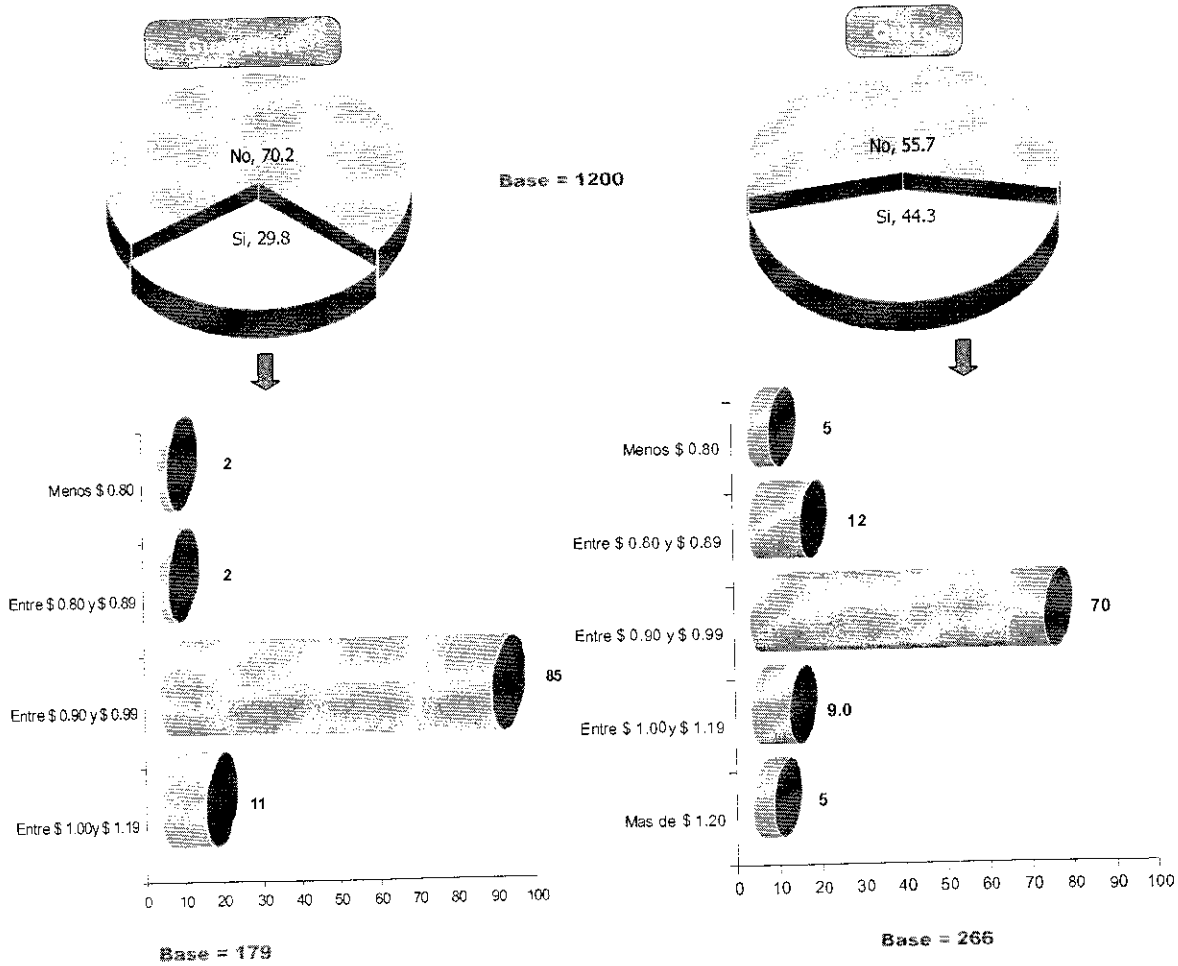 No, 70.2
Si, 29.8
Base = 1200
No, 55.7
Si, 44.3
Menos $ 0.80
2
Entre $ 0.80 y $ 0.89
2
Entre $ 0.90 y $ 0.99
85
Entre $ 1.00 y $ 1.19
11
0 10 20 30 40 50 60 70 80 90 100
Base = 179
Menos $ 0.80
5
Entre $ 0.80 y $ 0.89
12
Entre $ 0.90 y $ 0.99
70
Entre $ 1.00 y $ 1.19
9.0
Mas de $ 1.20
5
0 10 20 30 40 50 60 70 80 90 100
Base = 266